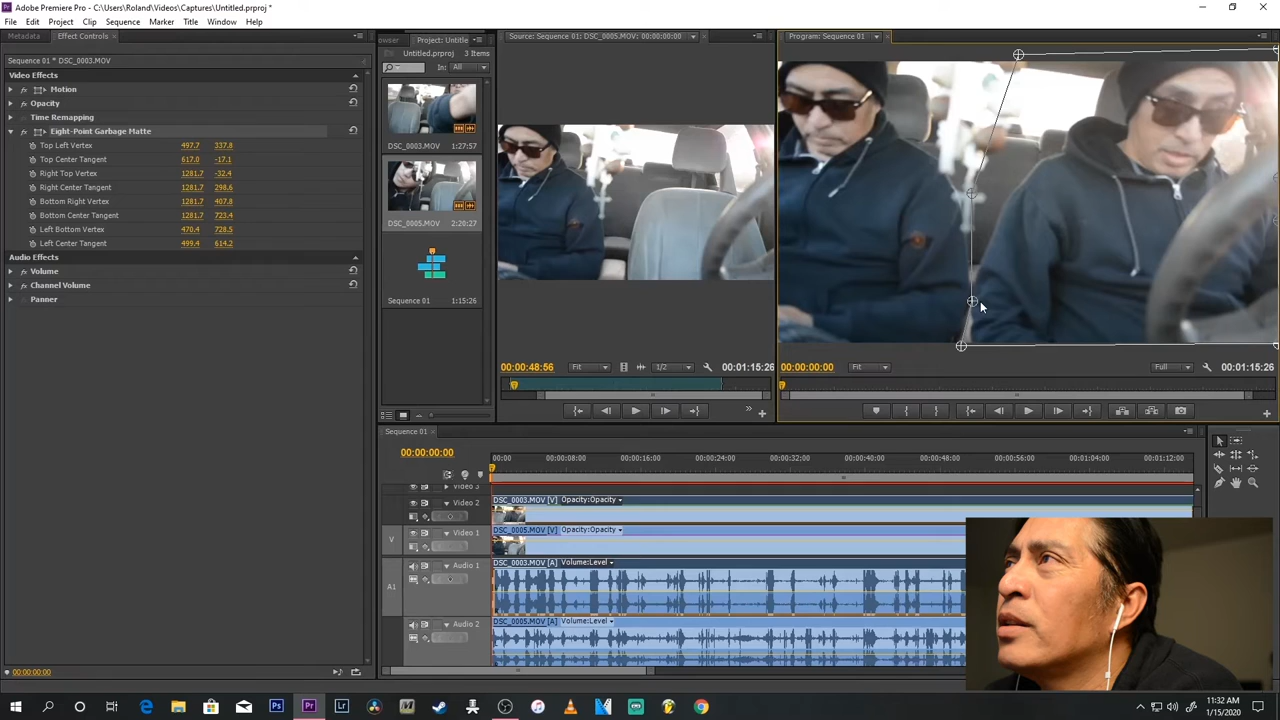 Adobe Premiere Pro - C:\Users\Roland\Videos\Captures\Untitled.prproj *
File Edit Project Clip Sequence Marker Title Window Help
Metadata Effect Controls
Sequence 01 * DSC_0003.MOV
Video Effects
Motion
Opacity
Time Remapping
Eight-Point Garbage Matte
Top Left Vertex 497.7 337.8
Top Center Tangent 617.0 -17.1
Right Top Vertex 1281.7 -32.4
Right Center Tangent 1281.7 298.6
Bottom Right Vertex 1281.7 407.8
Bottom Center Tangent 1281.7 723.4
Left Bottom Vertex 470.4 728.5
Left Center Tangent 499.4 614.2
Audio Effects
Volume
Channel Volume
Panner
00:00:00:00
owser Project: Untitle
Untitled.prproj 3 Items
In: All
DSC_0003.MOV 1:27:57
DSC_0005.MOV 2:20:27
Sequence 01 1:15:26
Source: Sequence 01: DSC_0005.MOV: 00:00:00:00
00:00:48:56 Fit 1/2 00:01:15:26
Program: Sequence 01
00:00:00:00 Fit Full 00:01:15:26
Sequence 01
00:00:00:00
00:00 00:00:08:00 00:00:16:00 00:00:24:00 00:00:32:00 00:00:40:00 00:00:48:00 00:00:56:00 00:01:04:00 00:01:12:00
Video 3
Video 2 DSC_0003.MOV [V] Opacity:Opacity
V Video 1 DSC_0005.MOV [V] Opacity:Opacity
A1 Audio 1 DSC_0003.MOV [A] Volume:Level
Audio 2 DSC_0005.MOV [A] Volume:Level
11:32 AM
1/15/2020